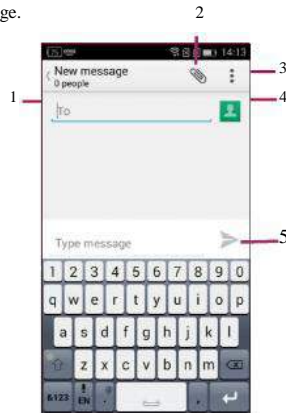 ge.
2
14:13
New message
0 people
3
1
4
To
Type message
5
1 2 3 4 5 6 7 8 9 0
q w e r t y u i o p
a s d f g h j k l
z x c v b n m
&123 EN , .